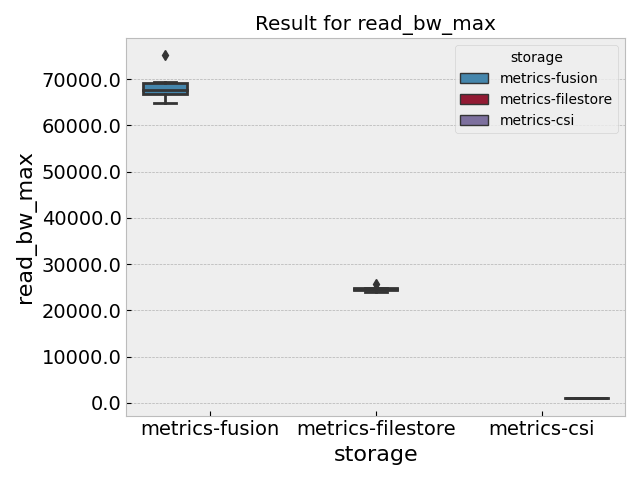 Result for read_bw_max
storage
metrics-fusion
metrics-filestore
metrics-csi
read_bw_max
70000.0
60000.0
50000.0
40000.0
30000.0
20000.0
10000.0
0.0
metrics-fusion metrics-filestore metrics-csi
storage